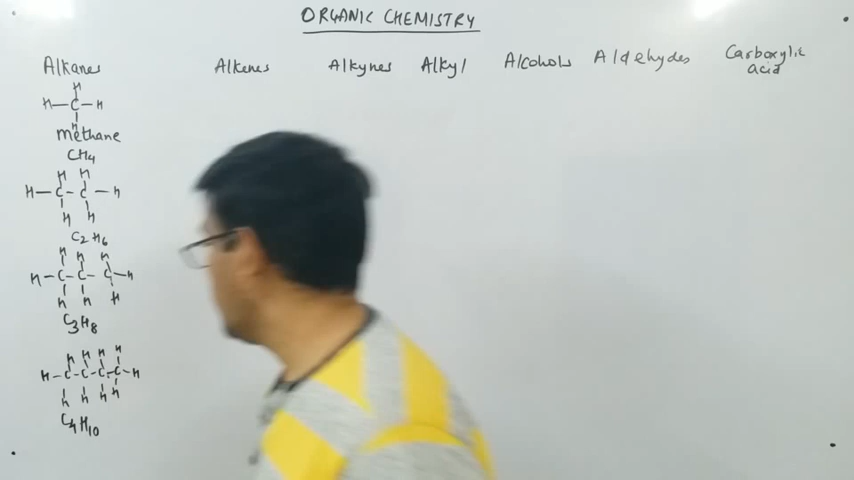 ORGANIC CHEMISTRY
Alkanes Alkenes Alkynes Alkyl Alcohols Aldehydes Carboxylic acid
H
H-C-H
H
Methane
CH4
H H
H-C-C-H
H H
C2H6
H H H
H-C-C-C-H
H H H
C3H8
H H H H
H-C-C-C-C-H
H H H H
C4H10